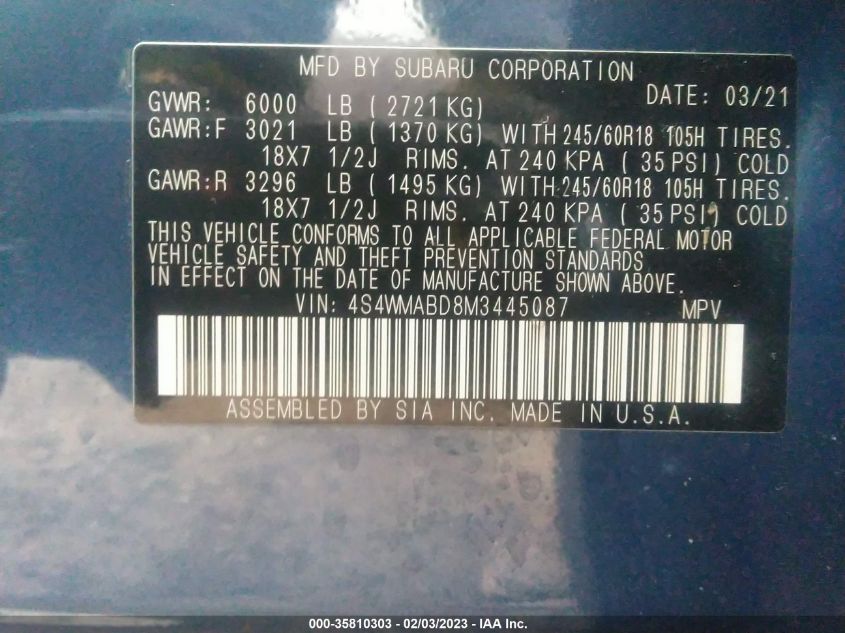 MFD BY SUBARU CORPORATION
DATE: 03/21
GVWR: 6000 LB ( 2721 KG)
GAWR:F 3021 LB ( 1370 KG) WITH 245/60R18 105H TIRES.
18X7 1/2J RIMS. AT 240 KPA ( 35 PSI) COLD
GAWR:R 3296 LB ( 1495 KG) WITH 245/60R18 105H TIRES.
18X7 1/2J RIMS. AT 240 KPA ( 35 PSI) COLD
THIS VEHICLE CONFORMS TO ALL APPLICABLE FEDERAL MOTOR
VEHICLE SAFETY AND THEFT PREVENTION STANDARDS
IN EFFECT ON THE DATE OF MANUFACTURE SHOWN ABOVE.
VIN: 4S4WMABD8M3445087 MPV
ASSEMBLED BY SIA INC. MADE IN U.S.A.
000-35810303 - 02/03/2023 - IAA Inc.